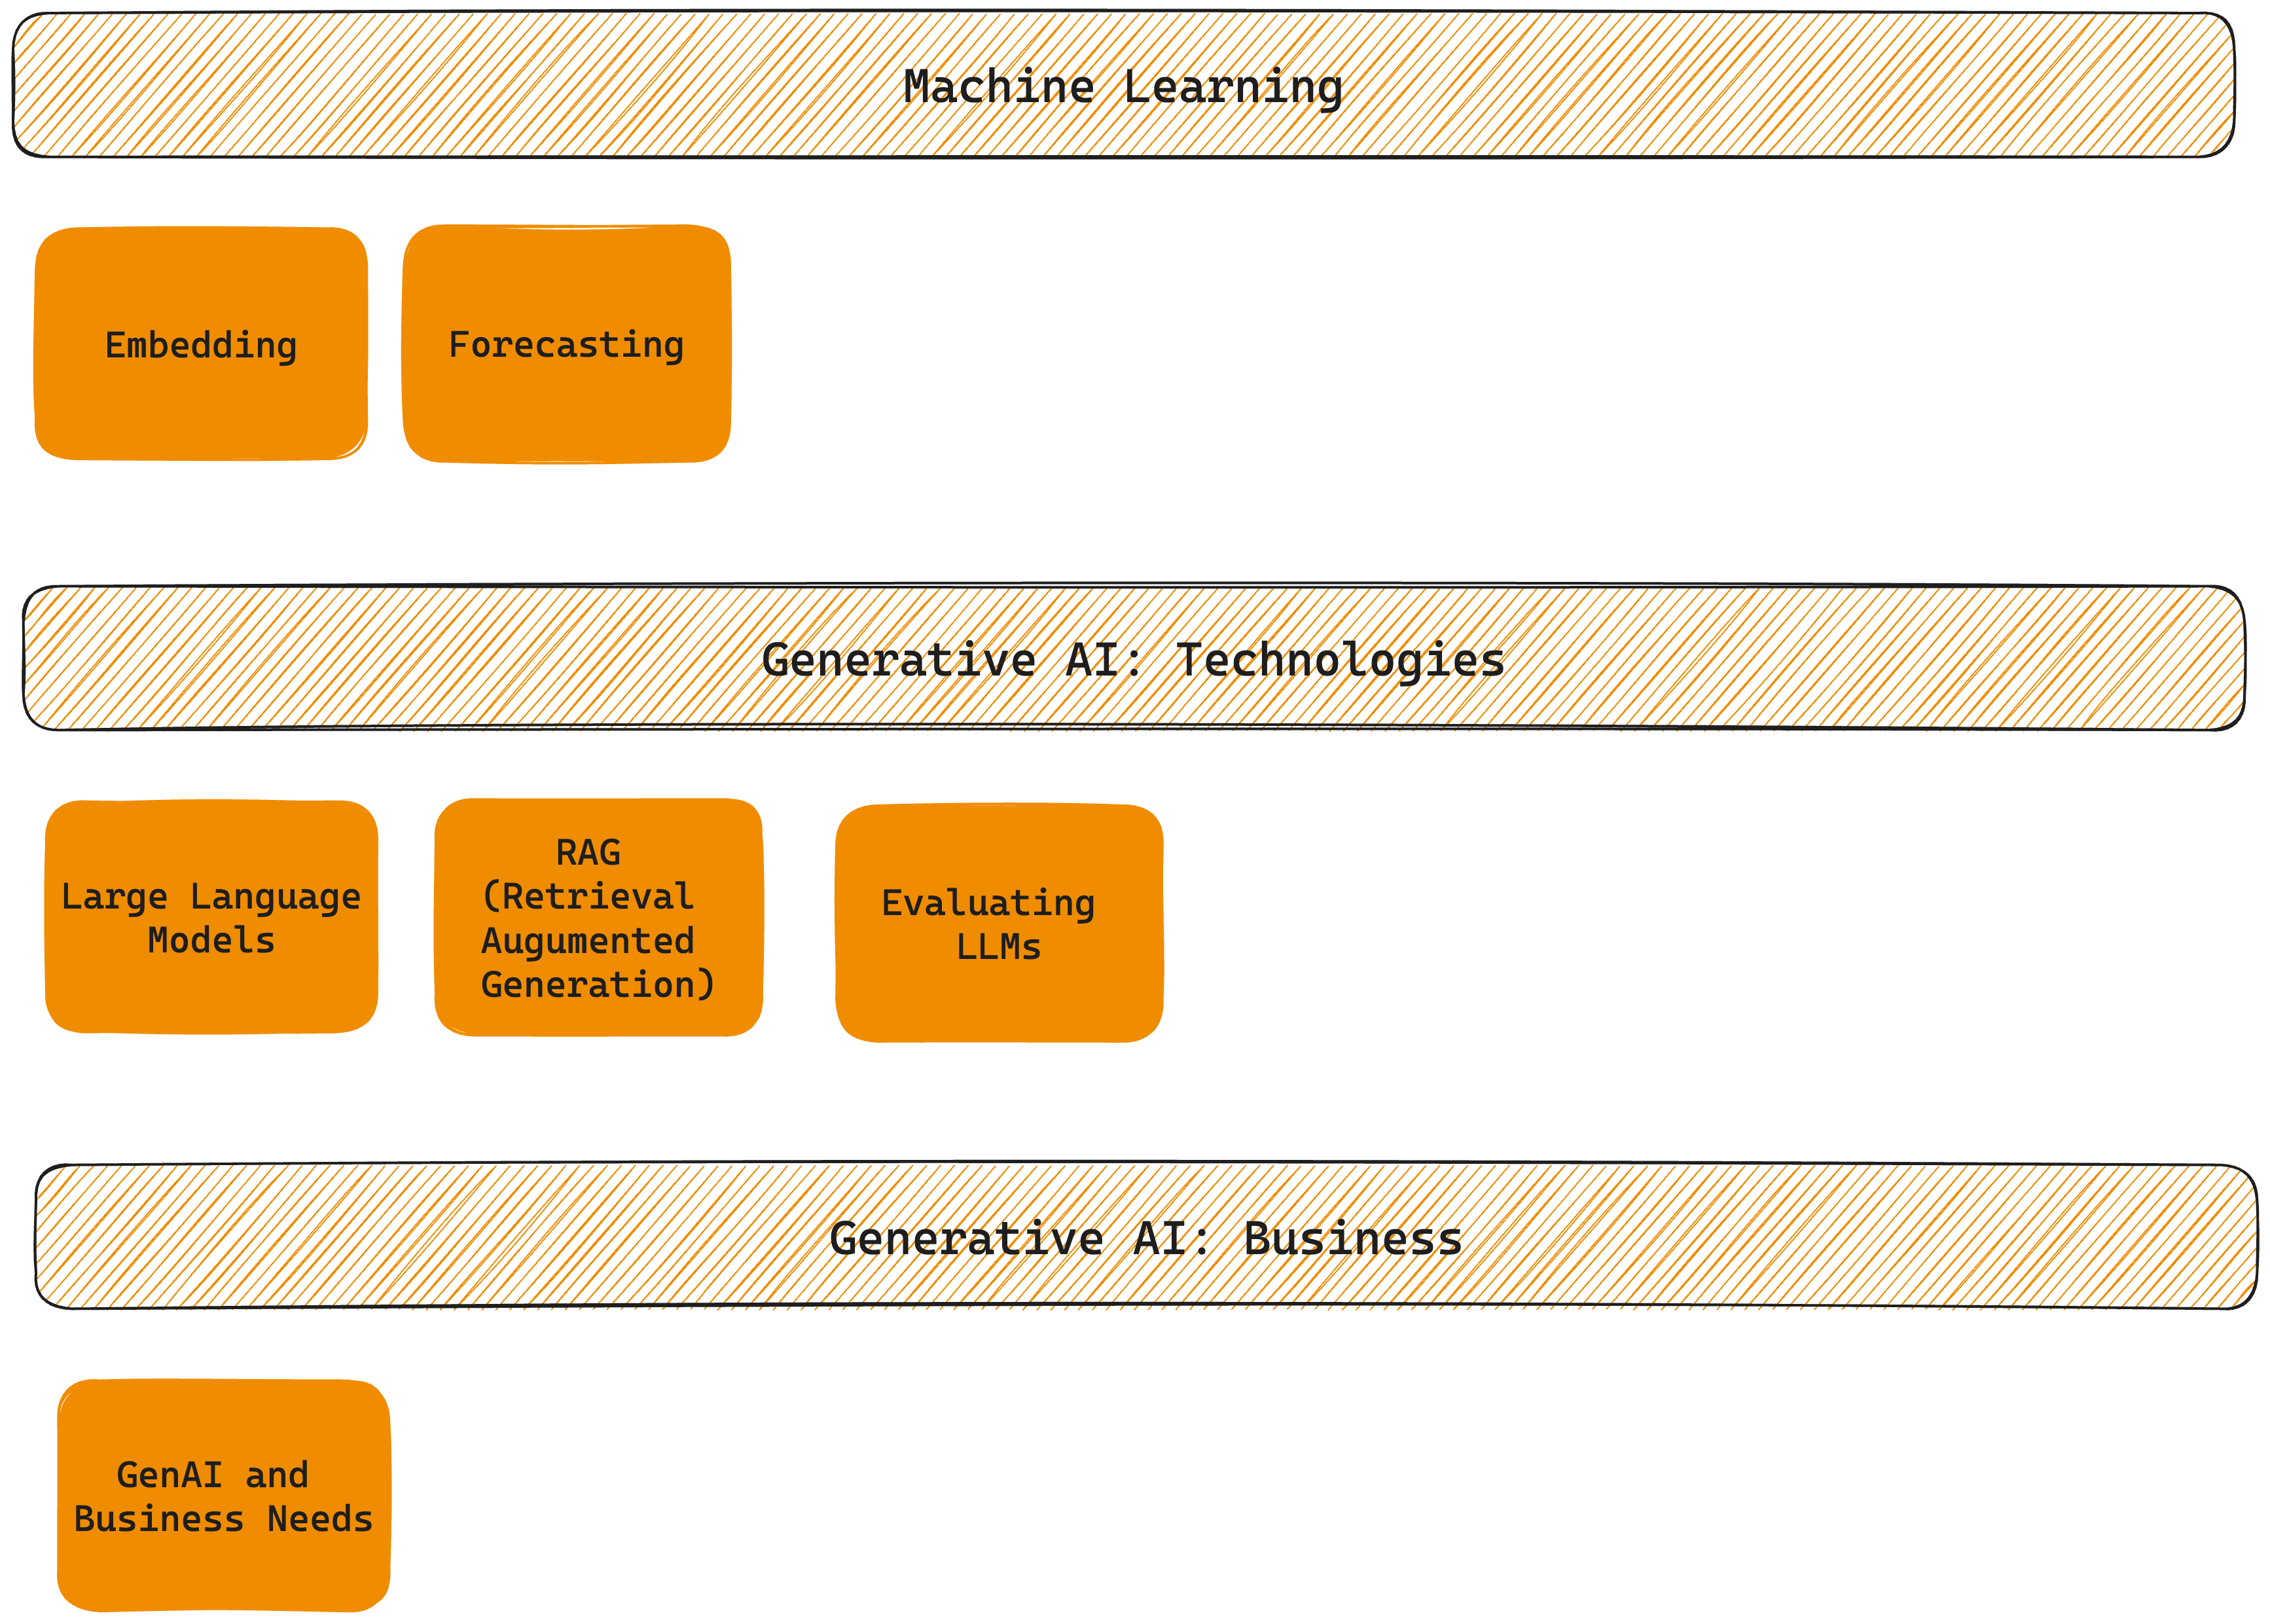 Machine Learning
Embedding
Forecasting
Generative AI: Technologies
Large Language
Models
RAG
(Retrieval
Augumented
Generation)
Evaluating
LLMs
Generative AI: Business
GenAI and
Business Needs